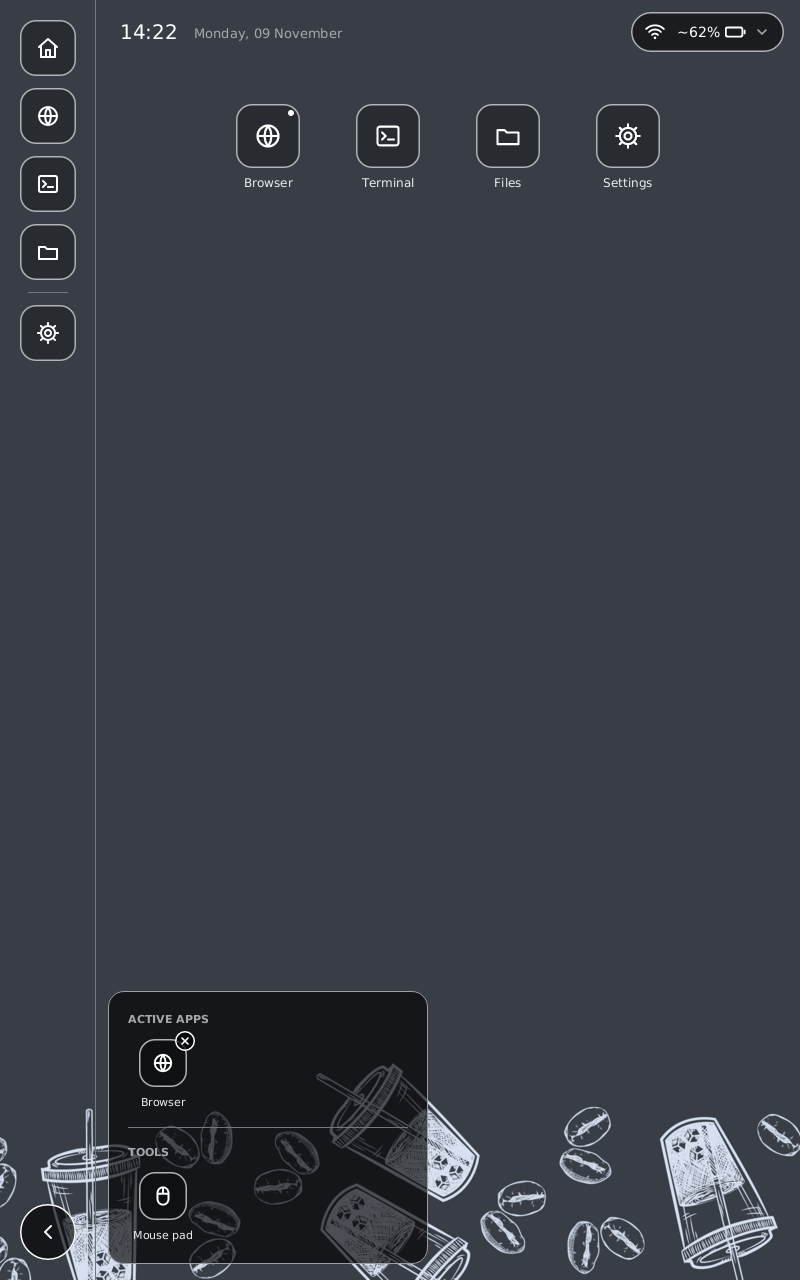 14:22 Monday, 09 November ~62%
Browser Terminal Files Settings
ACTIVE APPS
Browser
TOOLS
Mouse pad